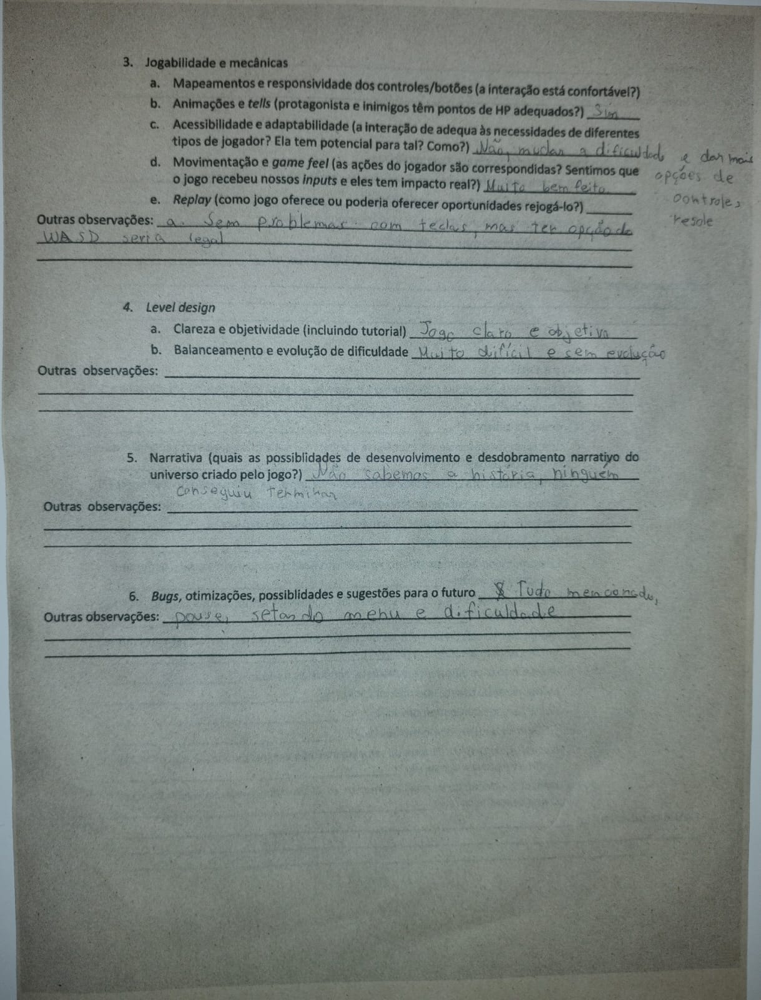 3. Jogabilidade e mecânicas
a. Mapeamentos e responsividade dos controles/botões (a interação está confortável?)
b. Animações e tells (protagonista e inimigos têm pontos de HP adequados?) Sim
c. Acessibilidade e adaptabilidade (a interação de adequa às necessidades de diferentes
tipos de jogador? Ela tem potencial para tal? Como?) Não, mudar a dificuldade e dar mais
opções de
controles,
resole
d. Movimentação e game feel (as ações do jogador são correspondidas? Sentimos que
o jogo recebeu nossos inputs e eles tem impacto real?) Muito bem feito
e. Replay (como jogo oferece ou poderia oferecer oportunidades rejogá-lo?)
Outras observações: a. Sem problemas com teclas, mas ter opção de
WASD seria legal
4. Level design
a. Clareza e objetividade (incluindo tutorial) Jogo claro e objetivo
b. Balanceamento e evolução de dificuldade Muito difícil e sem evolução
Outras observações:
5. Narrativa (quais as possiblidades de desenvolvimento e desdobramento narrativo do
universo criado pelo jogo?) Não sabemos a história, ninguém
conseguiu terminar
Outras observações:
6. Bugs, otimizações, possiblidades e sugestões para o futuro Tudo mencionado,
Outras observações: pause, setando menu e dificuldade